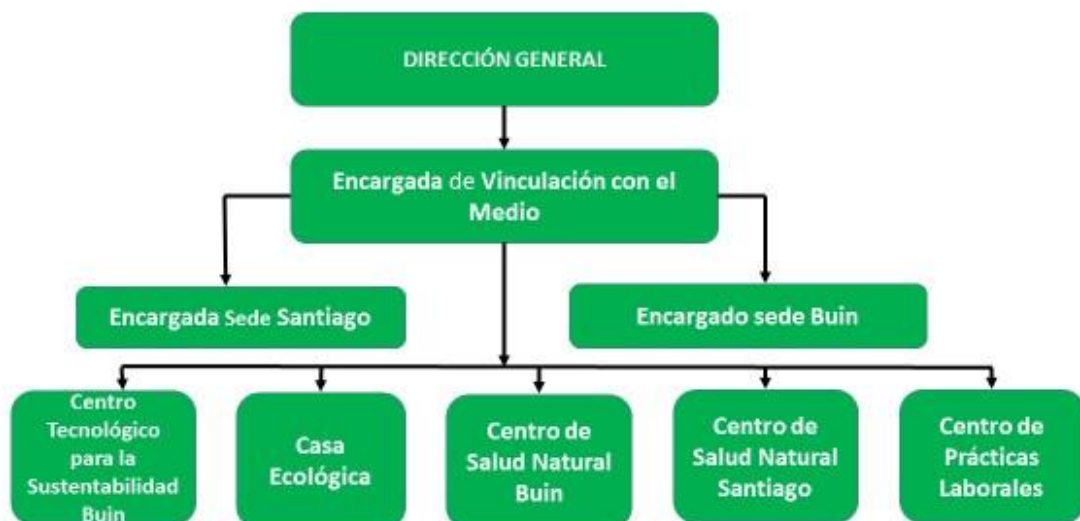 DIRECCIÓN GENERAL
Encargada de Vinculación con el
Medio
Encargada Sede Santiago
Encargado sede Buin
Centro
Tecnológico
para la
Sustentabilidad
Buin
Casa
Ecológica
Centro de
Salud Natural
Buin
Centro de
Salud Natural
Santiago
Centro de
Prácticas
Laborales